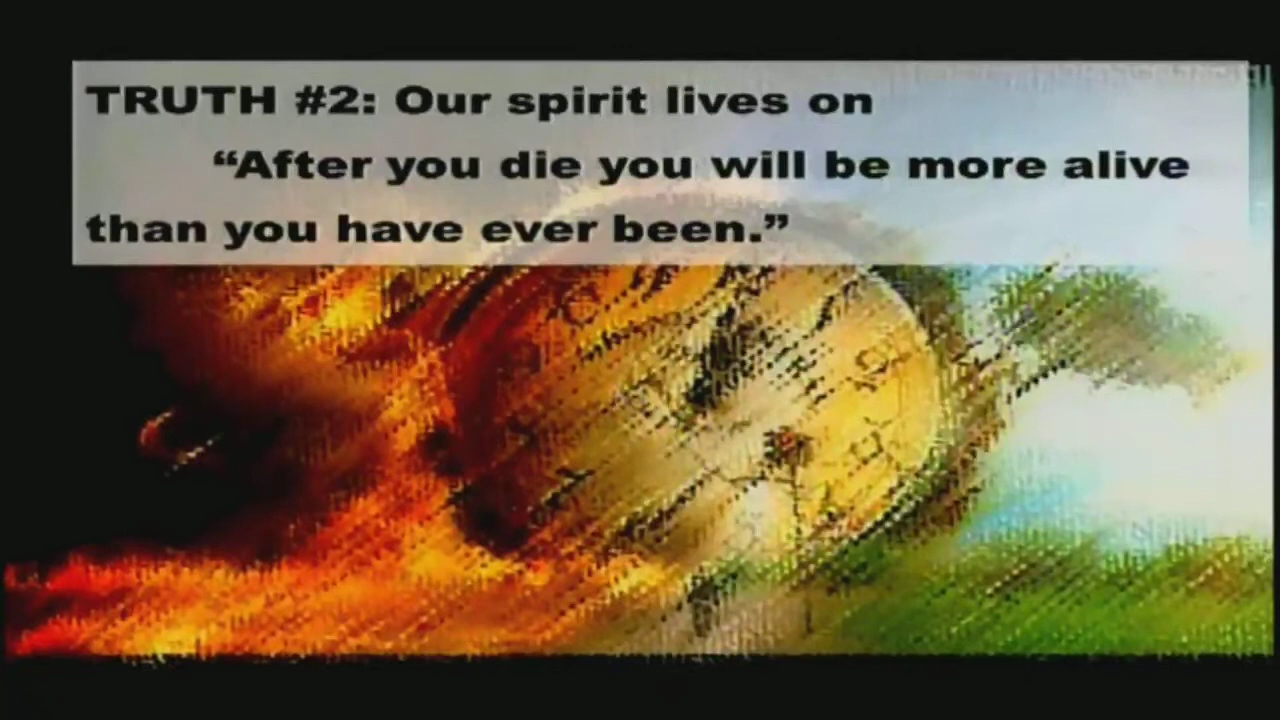 TRUTH #2: Our spirit lives on
“After you die you will be more alive
than you have ever been.”